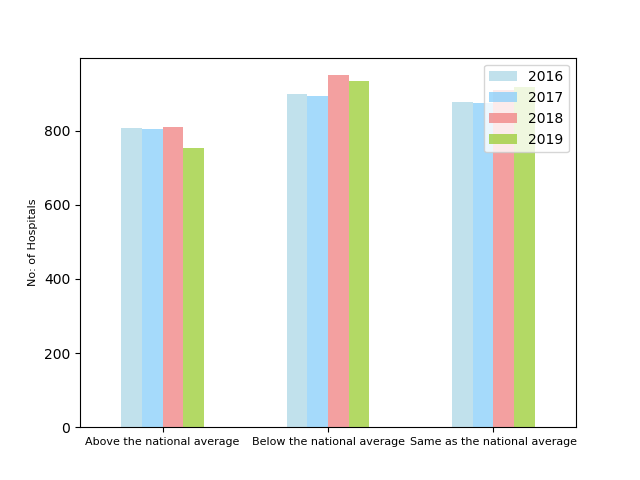 2016
2017
2018
2019
800
600
400
200
0
No: of Hospitals
Above the national average
Below the national average
Same as the national average